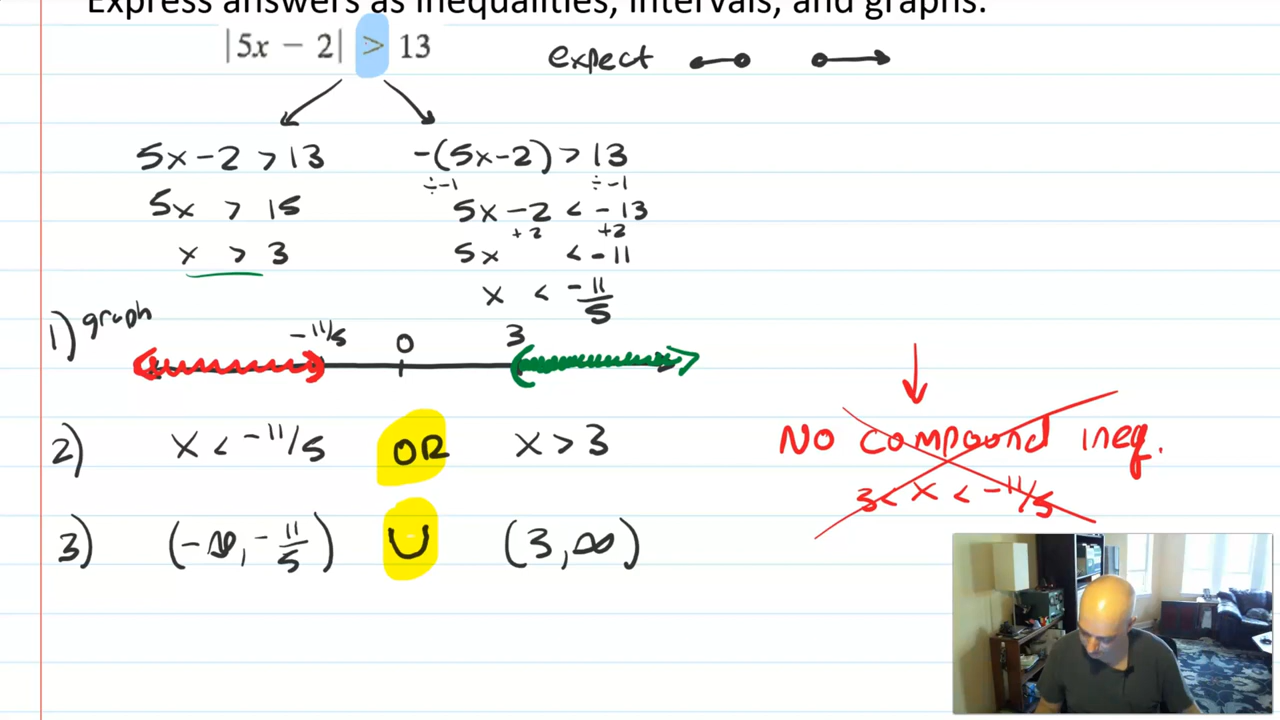 Express answers as inequalities, intervals, and graphs.
|5x − 2| > 13
expect
5x-2 > 13
-(5x-2) > 13
÷-1 ÷-1
5x > 15
5x -2 < -13
+2 +2
x > 3
5x < -11
x < -11/5
1) graph
-11/5 0 3
2) x < -11/5 OR x > 3
No compound ineq.
3 < x < -11/5
3) (-∞, -11/5) U (3, ∞)